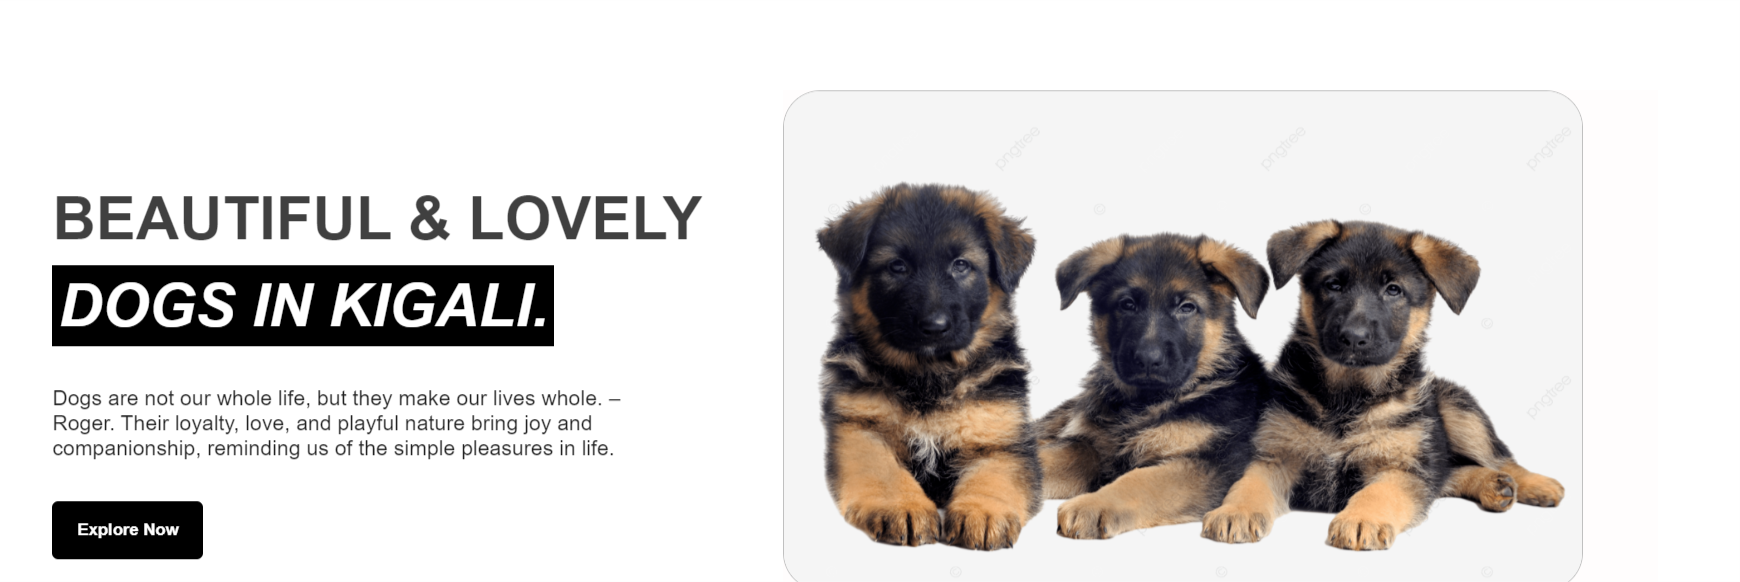 BEAUTIFUL & LOVELY
DOGS IN KIGALI.
Dogs are not our whole life, but they make our lives whole. –
Roger. Their loyalty, love, and playful nature bring joy and
companionship, reminding us of the simple pleasures in life.
Explore Now
pngtree
pngtree
pngtree
pngtree